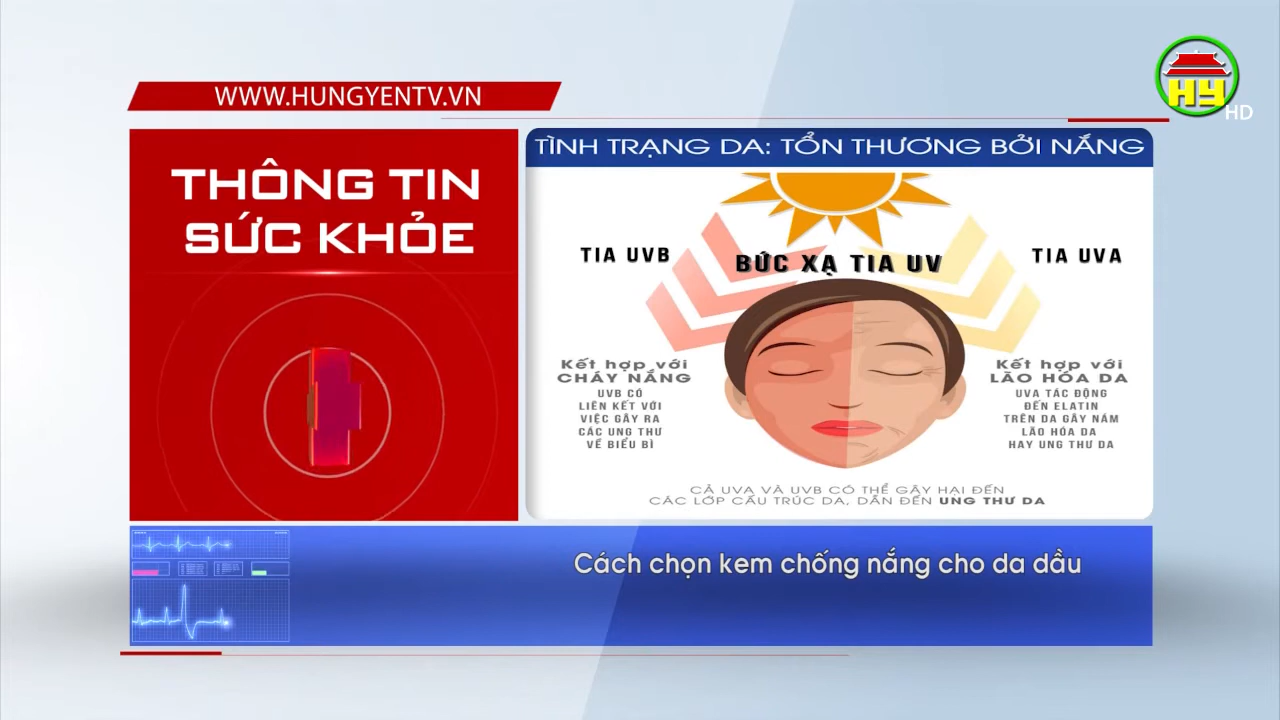 WWW.HUNGYENTV.VN
HY
HD
THÔNG TIN
SỨC KHỎE
TÌNH TRẠNG DA: TỔN THƯƠNG BỞI NẮNG
TIA UVB
BỨC XẠ TIA UV
TIA UVA
Kết hợp với
CHÁY NẮNG
UVB CÓ
LIÊN KẾT VỚI
VIỆC GÂY RA
CÁC UNG THƯ
VỀ BIỂU BÌ
Kết hợp với
LÃO HÓA DA
UVA TÁC ĐỘNG
ĐẾN ELATIN
TRÊN DA GÂY NÁM
LÃO HÓA DA
HAY UNG THƯ DA
CẢ UVA VÀ UVB CÓ THỂ GÂY HẠI ĐẾN
CÁC LỚP CẤU TRÚC DA, DẪN ĐẾN UNG THƯ DA
Cách chọn kem chống nắng cho da dầu